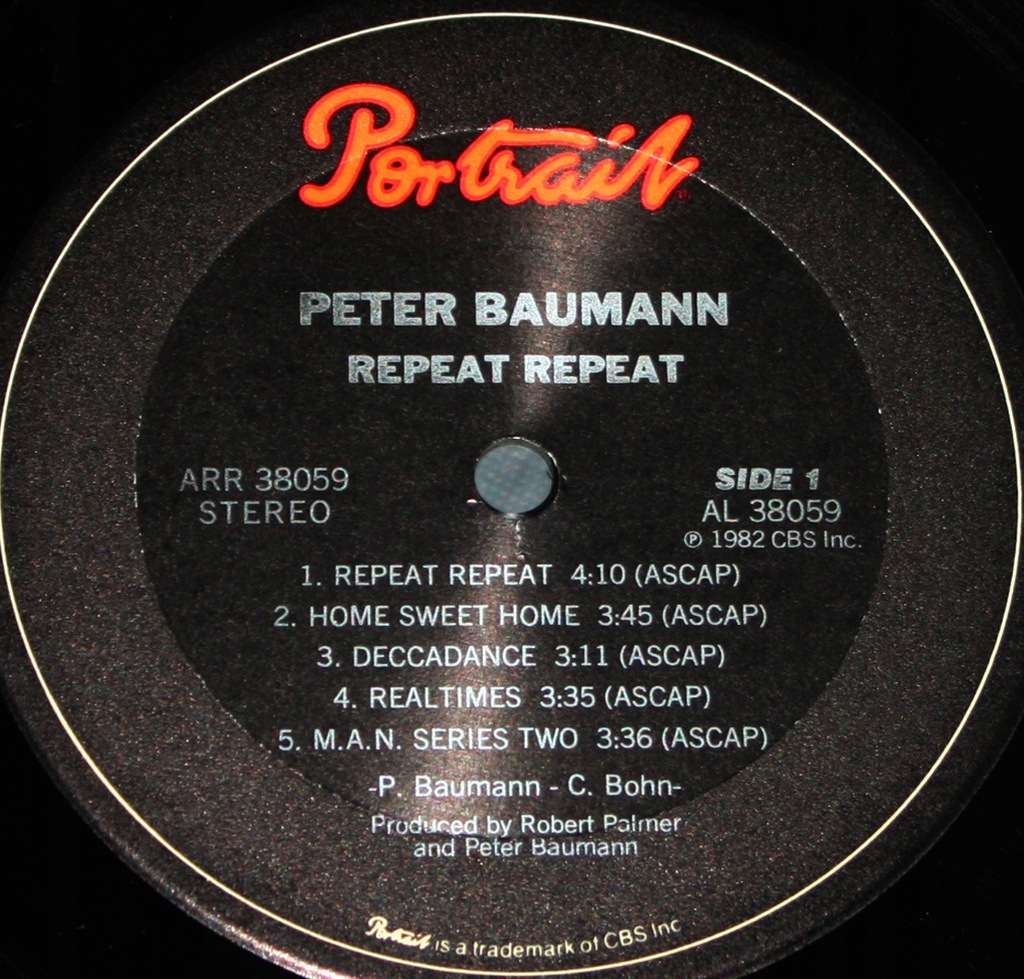 Portrait
PETER BAUMANN
REPEAT REPEAT
ARR 38059
STEREO
SIDE 1
AL 38059
℗ 1982 CBS Inc.
1. REPEAT REPEAT 4:10 (ASCAP)
2. HOME SWEET HOME 3:45 (ASCAP)
3. DECCADANCE 3:11 (ASCAP)
4. REALTIMES 3:35 (ASCAP)
5. M.A.N. SERIES TWO 3:36 (ASCAP)
-P. Baumann - C. Bohn-
Produced by Robert Palmer
and Peter Baumann
Portrait is a trademark of CBS Inc